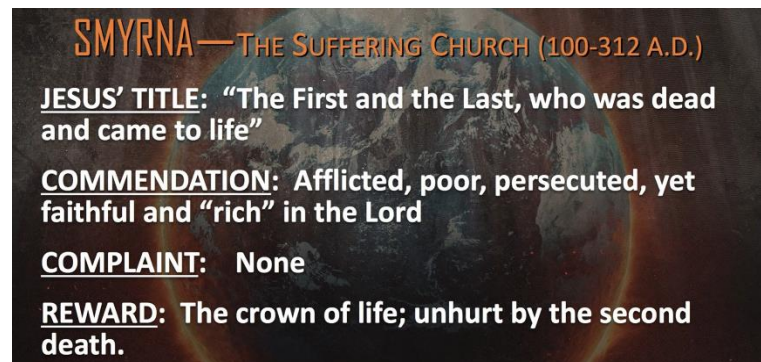 SMYRNA—THE SUFFERING CHURCH (100-312 A.D.)
JESUS’ TITLE:  “The First and the Last, who was dead
and came to life”
COMMENDATION:  Afflicted, poor, persecuted, yet
faithful and “rich” in the Lord
COMPLAINT:   None
REWARD:  The crown of life; unhurt by the second
death.